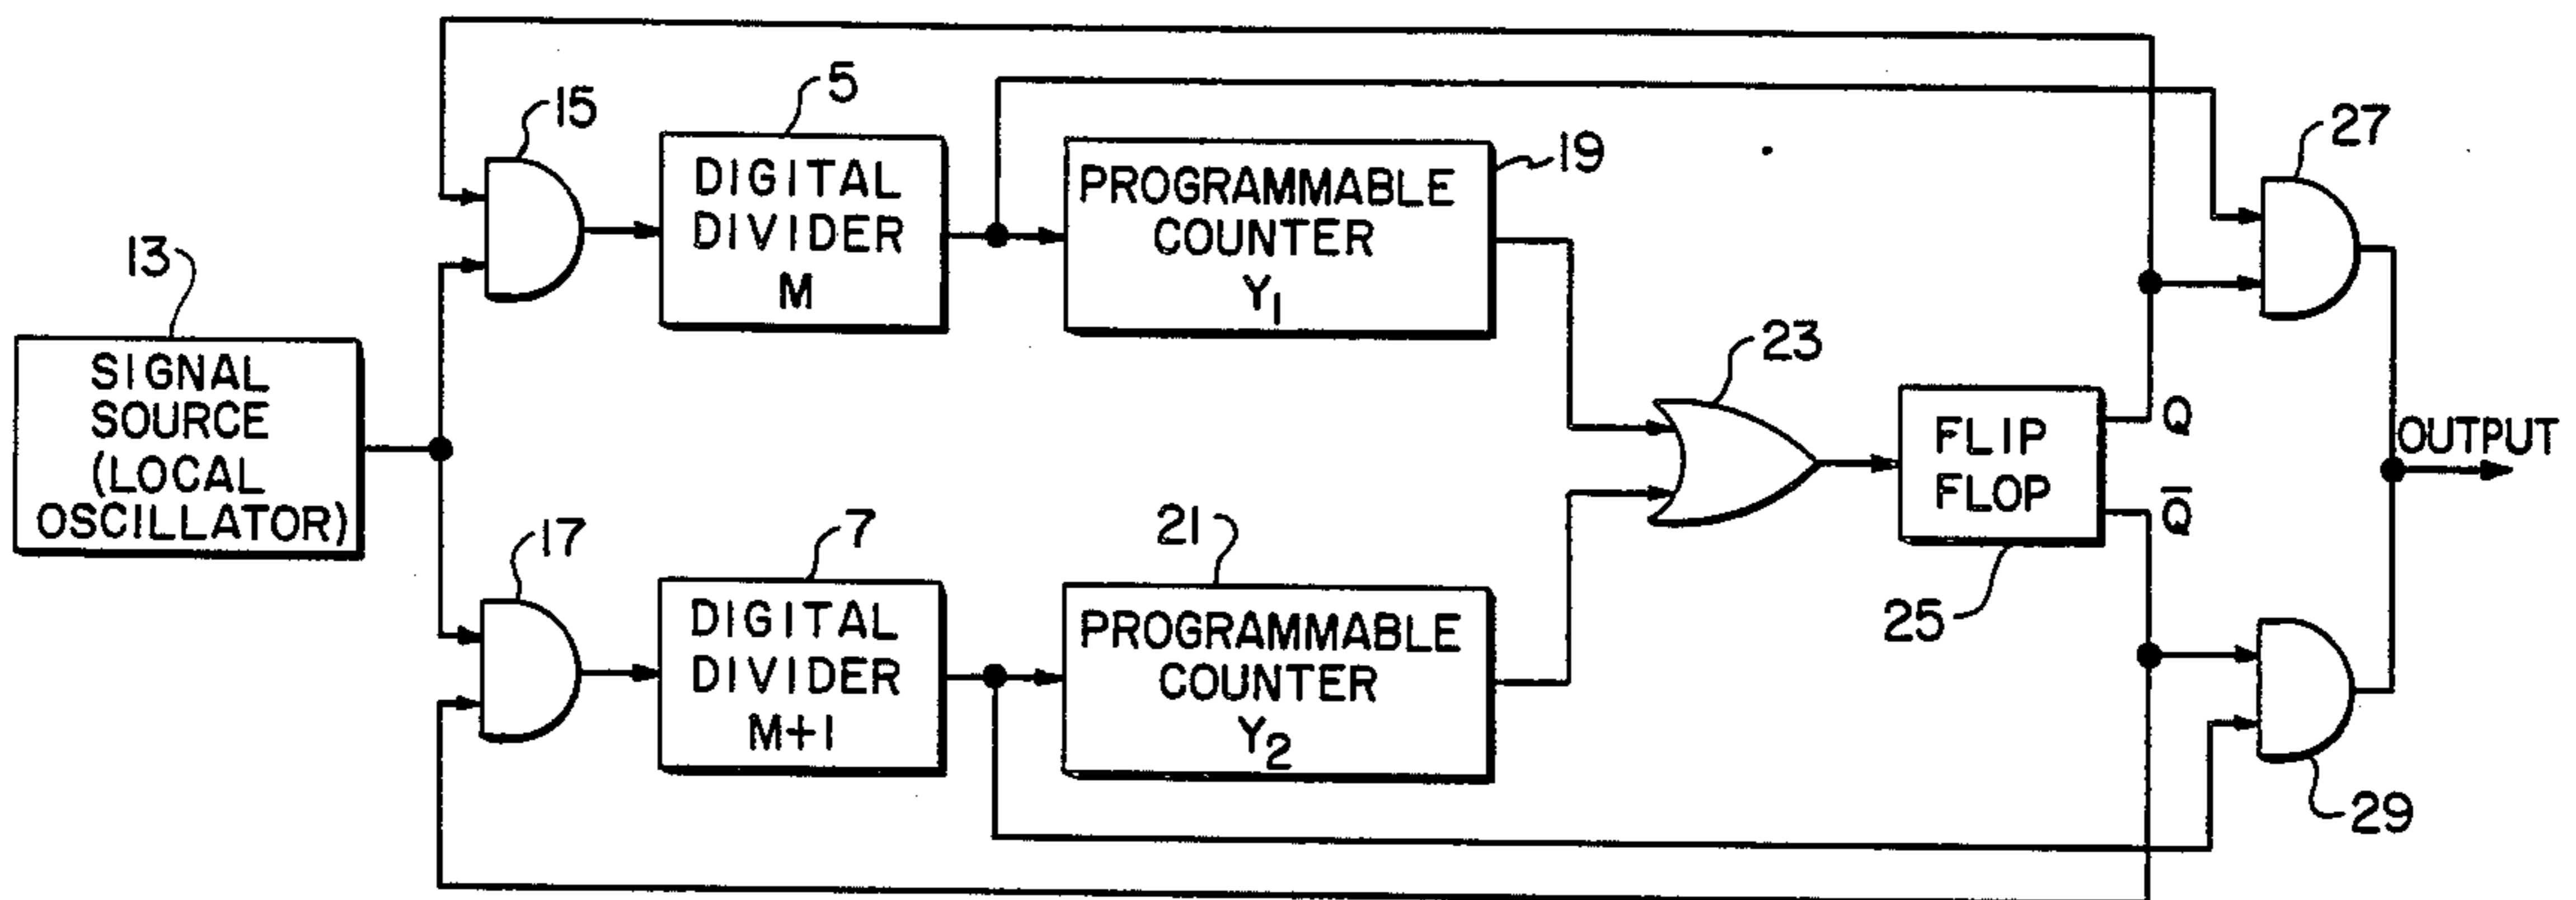 5
15
DIGITAL
DIVIDER
M
PROGRAMMABLE
COUNTER
Y1
19
27
13
SIGNAL
SOURCE
(LOCAL
OSCILLATOR)
23
FLIP
FLOP
Q
Q̅
OUTPUT
25
17
7
DIGITAL
DIVIDER
M+1
21
PROGRAMMABLE
COUNTER
Y2
29